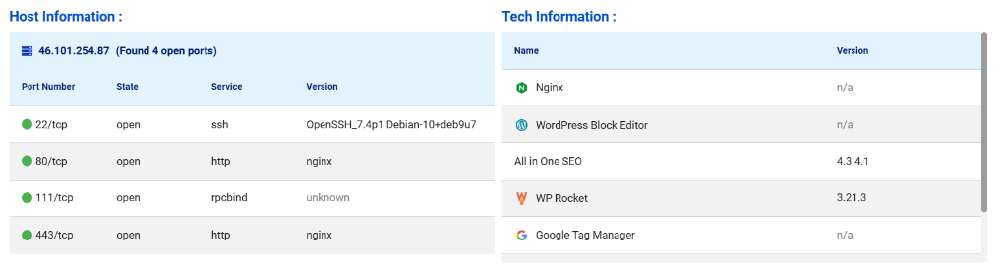 Host Information :
46.101.254.87 (Found 4 open ports)
Port Number State Service Version
22/tcp open ssh OpenSSH_7.4p1 Debian-10+deb9u7
80/tcp open http nginx
111/tcp open rpcbind unknown
443/tcp open http nginx
Tech Information :
Name Version
Nginx n/a
WordPress Block Editor n/a
All in One SEO 4.3.4.1
WP Rocket 3.21.3
Google Tag Manager n/a